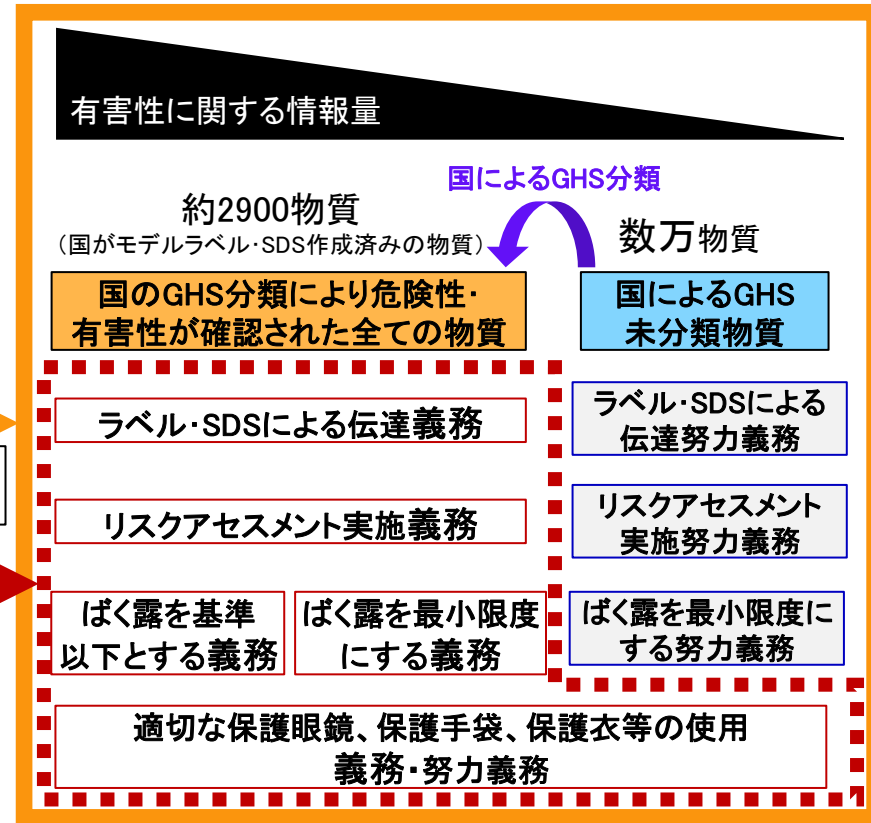 有害性に関する情報量
国によるGHS分類
約2900物質
（国がモデルラベル・SDS作成済みの物質）
数万物質
国のGHS分類により危険性・
有害性が確認された全ての物質
国によるGHS
未分類物質
ラベル・SDSによる伝達義務
ラベル・SDSによる
伝達努力義務
リスクアセスメント実施義務
リスクアセスメント
実施努力義務
ばく露を基準
以下とする義務
ばく露を最小限度
にする義務
ばく露を最小限度に
する努力義務
適切な保護眼鏡、保護手袋、保護衣等の使用
義務・努力義務